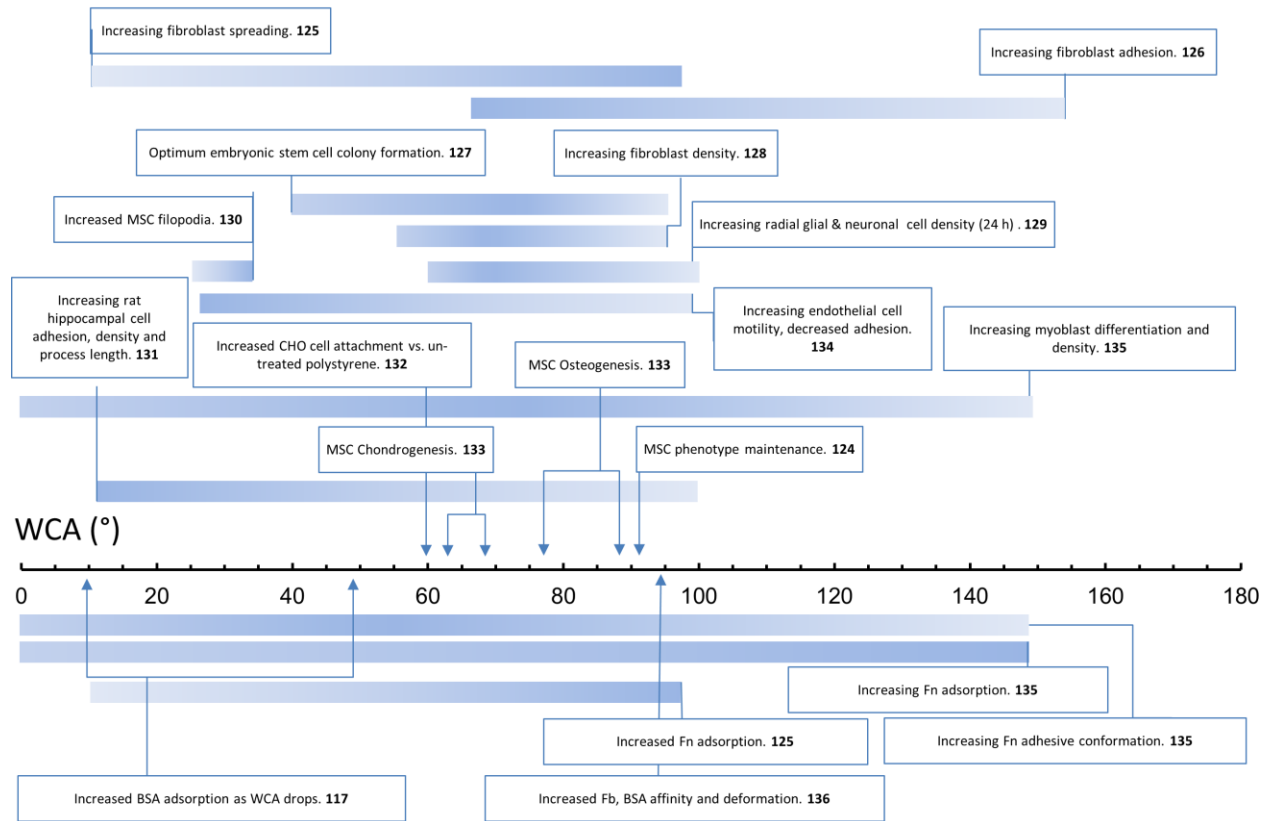 Increasing fibroblast spreading. 125
Increasing fibroblast adhesion. 126
Optimum embryonic stem cell colony formation. 127
Increasing fibroblast density. 128
Increased MSC filopodia. 130
Increasing radial glial & neuronal cell density (24 h) . 129
Increasing rat
hippocampal cell
adhesion, density and
process length. 131
Increased CHO cell attachment vs. un-
treated polystyrene. 132
MSC Osteogenesis. 133
Increasing endothelial cell
motility, decreased adhesion.
134
Increasing myoblast differentiation and
density. 135
MSC Chondrogenesis. 133
MSC phenotype maintenance. 124
WCA (°)
0 20 40 60 80 100 120 140 160 180
Increasing Fn adsorption. 135
Increased Fn adsorption. 125
Increasing Fn adhesive conformation. 135
Increased BSA adsorption as WCA drops. 117
Increased Fb, BSA affinity and deformation. 136